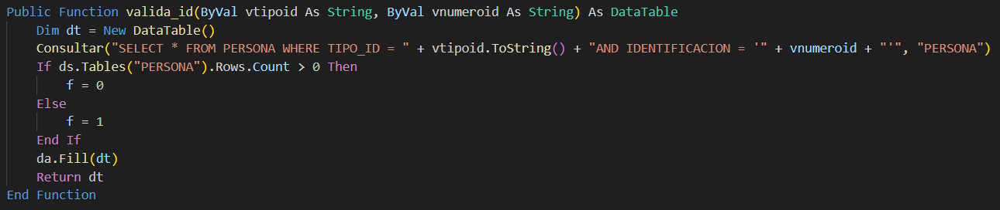 Public Function valida_id(ByVal vtipoid As String, ByVal vnumeroid As String) As DataTable
    Dim dt = New DataTable()
    Consultar("SELECT * FROM PERSONA WHERE TIPO_ID = " + vtipoid.ToString() + "AND IDENTIFICACION = '" + vnumeroid + "'", "PERSONA")
    If ds.Tables("PERSONA").Rows.Count > 0 Then
        f = 0
    Else
        f = 1
    End If
    da.Fill(dt)
    Return dt
End Function